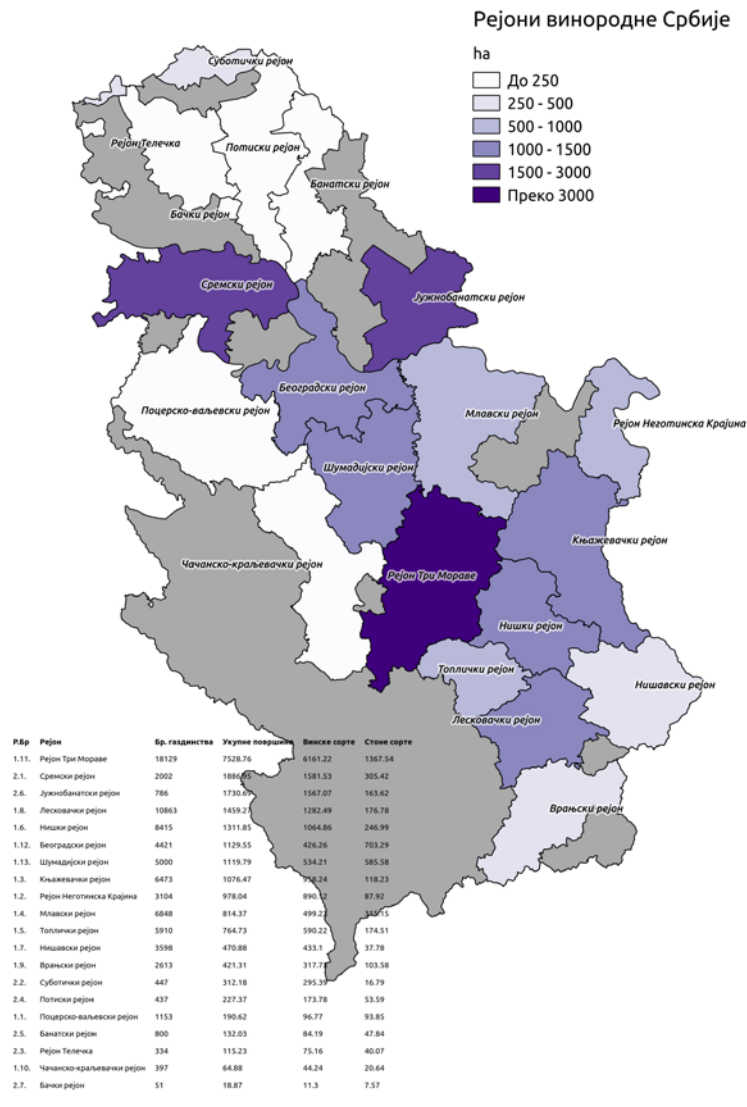 Рејони винородне Србије
ha
До 250
250 - 500
500 - 1000
1000 - 1500
1500 - 3000
Преко 3000
Суботички рејон
Рејон Телечка
Потиски рејон
Банатски рејон
Бачки рејон
Сремски рејон
Јужнобанатски рејон
Београдски рејон
Поцерско-ваљевски рејон
Млавски рејон
Рејон Неготинска Крајина
Шумадијски рејон
Књажевачки рејон
Чачанско-краљевачки рејон
Рејон Три Мораве
Нишки рејон
Топлички рејон
Нишавски рејон
Лесковачки рејон
Врањски рејон
Р.Бр Рејон Бр. газдинства Укупне површине Винске сорте Стоне сорте
1.11. Рејон Три Мораве 18129 7528.76 6161.22 1367.54
2.1. Сремски рејон 2002 1886.95 1581.53 305.42
2.6. Јужнобанатски рејон 786 1730.69 1567.07 163.62
1.8. Лесковачки рејон 10863 1459.27 1282.49 176.78
1.6. Нишки рејон 8415 1311.85 1064.86 246.99
1.12. Београдски рејон 4421 1129.55 426.26 703.29
1.13. Шумадијски рејон 5000 1119.79 534.21 585.58
1.3. Књажевачки рејон 6473 1076.47 958.24 118.23
1.2. Рејон Неготинска Крајина 3104 978.04 890.12 87.92
1.4. Млавски рејон 6848 814.37 499.22 315.15
1.5. Топлички рејон 5910 764.73 590.22 174.51
1.7. Нишавски рејон 3598 470.88 433.1 37.78
1.9. Врањски рејон 2613 421.31 317.73 103.58
2.2. Суботички рејон 447 312.18 295.39 16.79
2.4. Потиски рејон 437 227.37 173.78 53.59
1.1. Поцерско-ваљевски рејон 1153 190.62 96.77 93.85
2.5. Банатски рејон 800 132.03 84.19 47.84
2.3. Рејон Телечка 334 115.23 75.16 40.07
1.10. Чачанско-краљевачки рејон 397 64.88 44.24 20.64
2.7. Бачки рејон 51 18.87 11.3 7.57